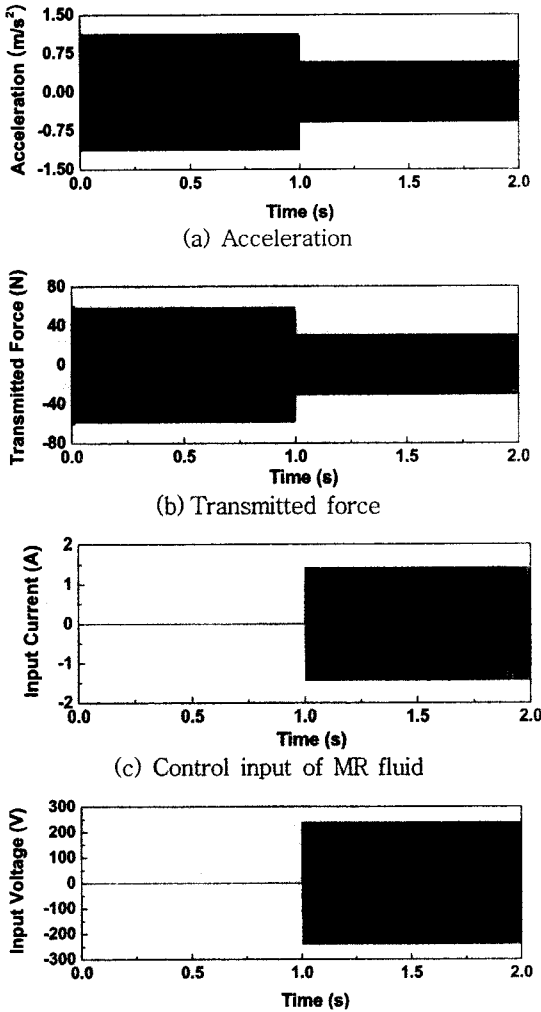 1.50
0.75
0.00
-0.75
-1.50
Acceleration (m/s²)
0.0 0.5 1.0 1.5 2.0
Time (s)
(a) Acceleration
80
40
0
-40
-80
Transmitted Force (N)
0.0 0.5 1.0 1.5 2.0
Time (s)
(b) Transmitted force
2
1
0
-1
-2
Input Current (A)
0.0 0.5 1.0 1.5 2.0
Time (s)
(c) Control input of MR fluid
300
200
100
0
-100
-200
-300
Input Voltage (V)
0.0 0.5 1.0 1.5 2.0
Time (s)